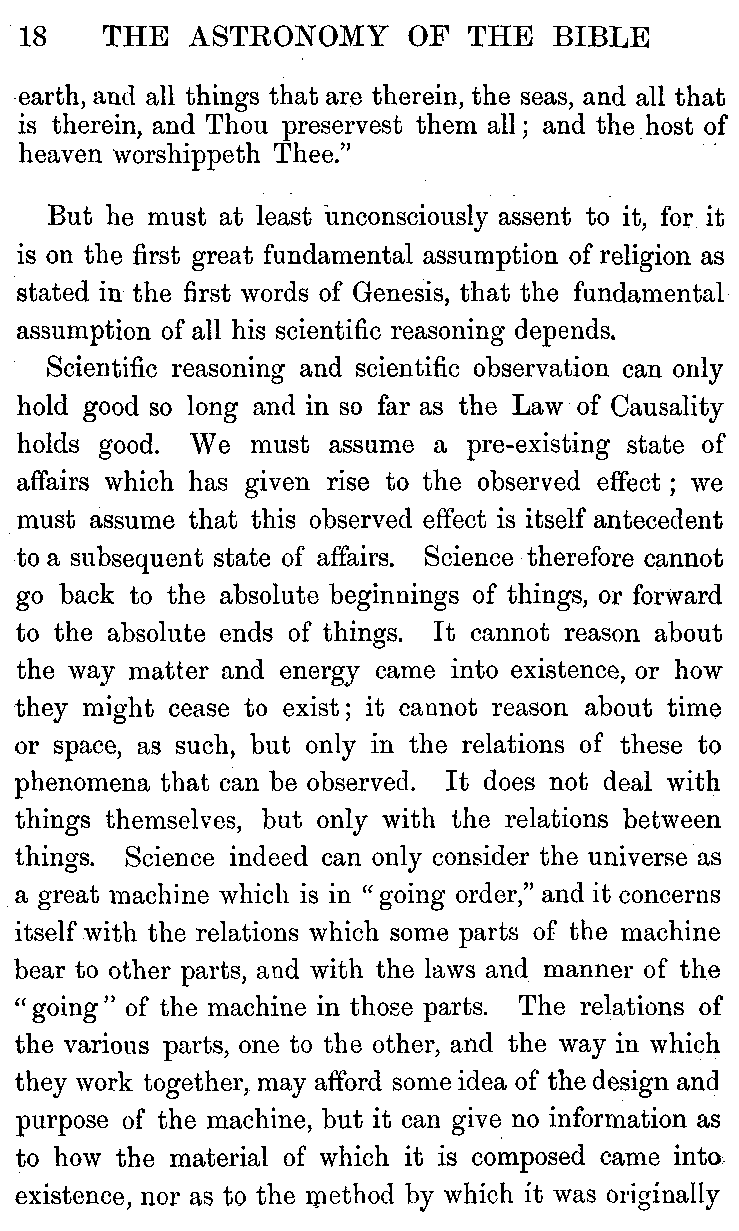 18 THE ASTRONOMY OF THE BIBLE
earth, and all things that are therein, the seas, and all that
is therein, and Thou preservest them all; and the host of
heaven worshippeth Thee."
But he must at least unconsciously assent to it, for it
is on the first great fundamental assumption of religion as
stated in the first words of Genesis, that the fundamental
assumption of all his scientific reasoning depends.
Scientific reasoning and scientific observation can only
hold good so long and in so far as the Law of Causality
holds good. We must assume a pre-existing state of
affairs which has given rise to the observed effect; we
must assume that this observed effect is itself antecedent
to a subsequent state of affairs. Science therefore cannot
go back to the absolute beginnings of things, or forward
to the absolute ends of things. It cannot reason about
the way matter and energy came into existence, or how
they might cease to exist; it cannot reason about time
or space, as such, but only in the relations of these to
phenomena that can be observed. It does not deal with
things themselves, but only with the relations between
things. Science indeed can only consider the universe as
a great machine which is in "going order," and it concerns
itself with the relations which some parts of the machine
bear to other parts, and with the laws and manner of the
"going" of the machine in those parts. The relations of
the various parts, one to the other, and the way in which
they work together, may afford some idea of the design and
purpose of the machine, but it can give no information as
to how the material of which it is composed came into
existence, nor as to the method by which it was originally